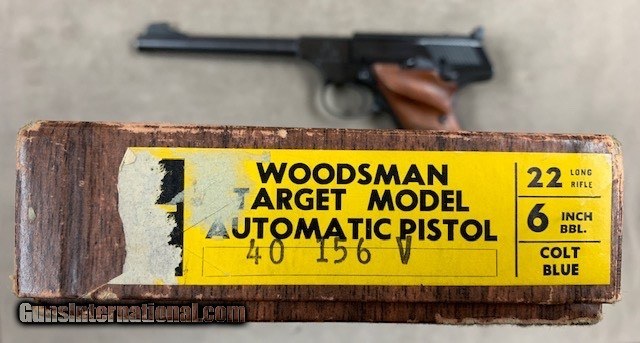 WOODSMAN
TARGET MODEL
AUTOMATIC PISTOL
40 156 V
22 LONG RIFLE
6 INCH BBL.
COLT BLUE
GunsInternational.com